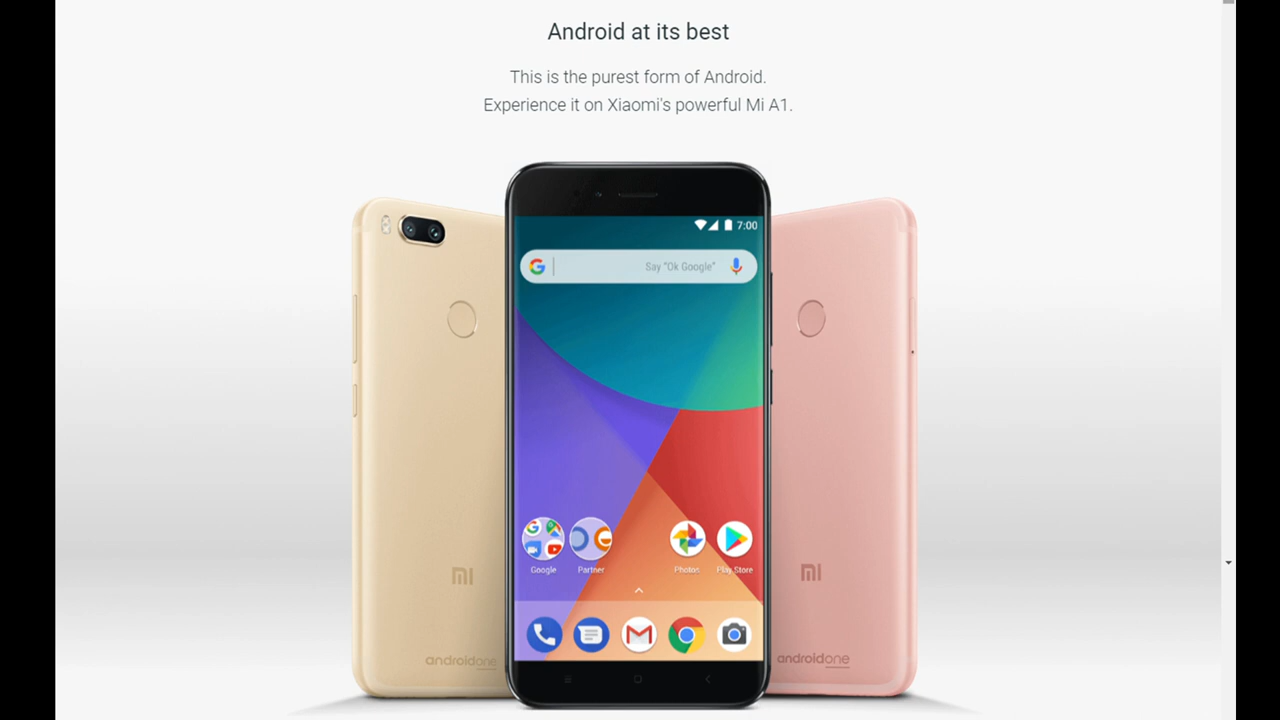 Android at its best
This is the purest form of Android.
Experience it on Xiaomi's powerful Mi A1.
7:00
G Say "Ok Google"
Google Partner Photos Play Store
mi mi
androidone androidone